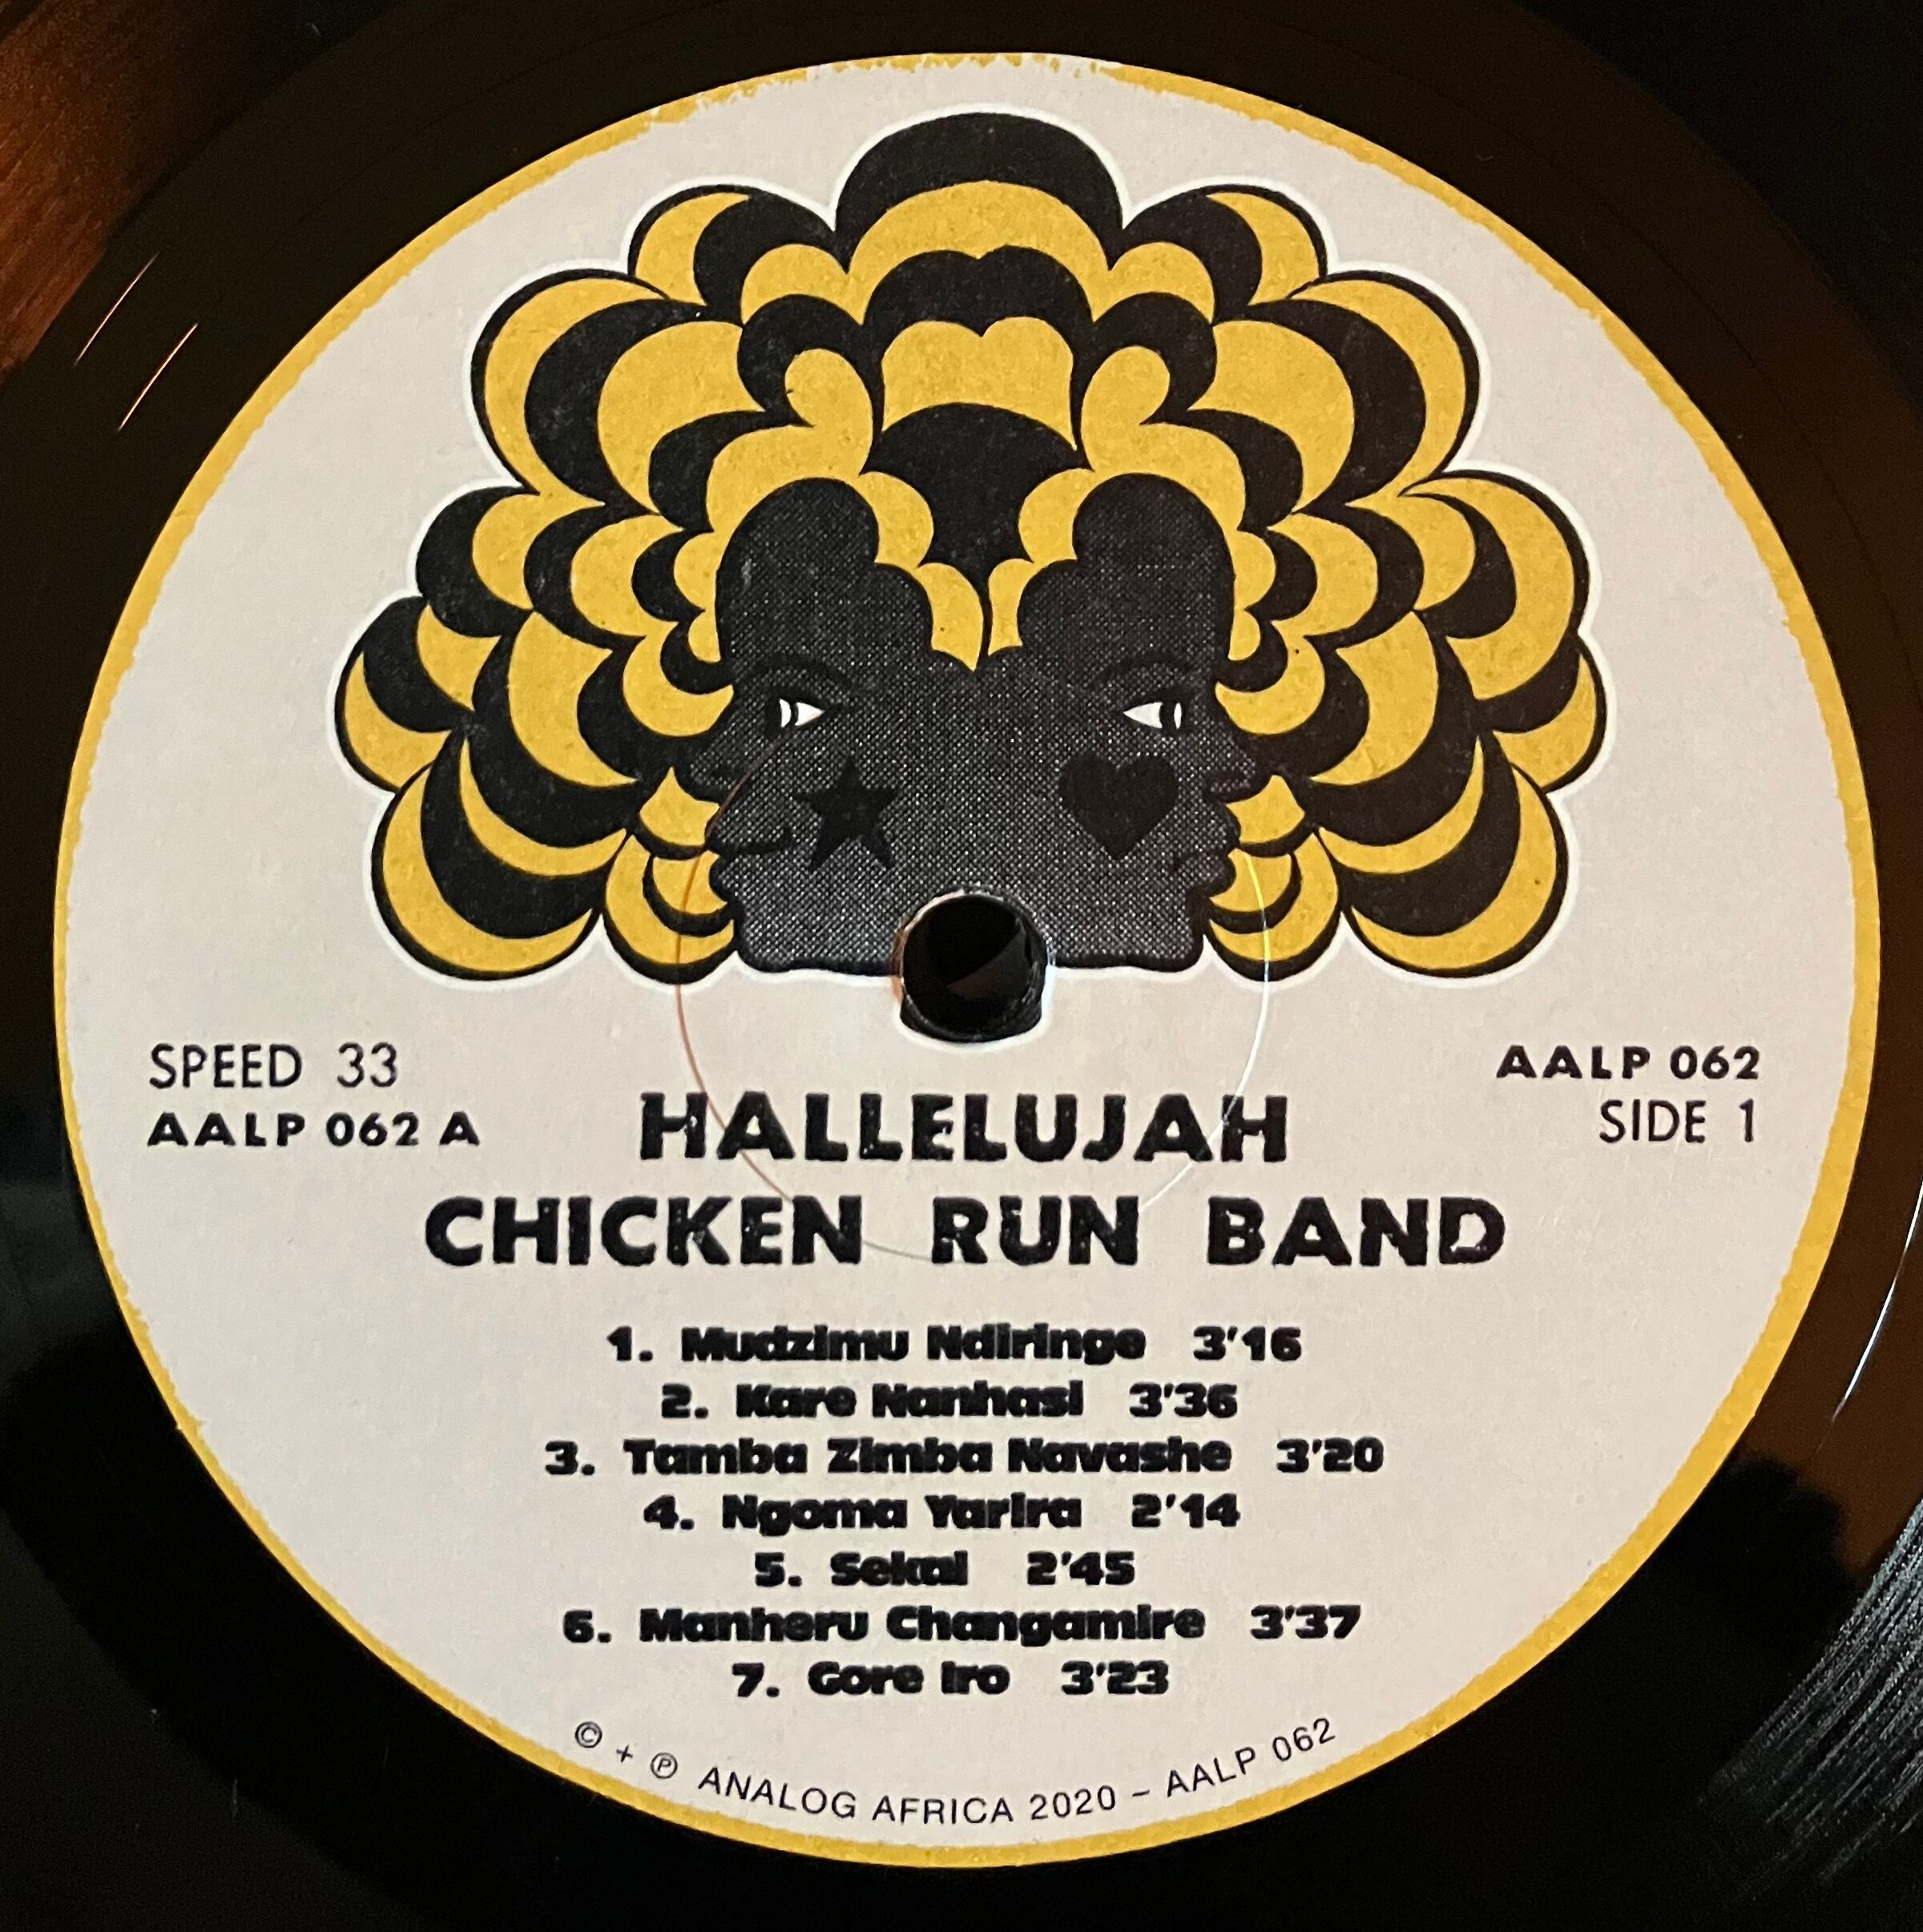 SPEED 33
AALP 062 A
AALP 062
SIDE 1
HALLELUJAH
CHICKEN RUN BAND
1. Mudzimu Ndiringe 3'16
2. Kare Nanhasi 3'36
3. Tamba Zimba Navashe 3'20
4. Ngoma Yarira 2'14
5. Sekai 2'45
6. Manheru Changamire 3'37
7. Gore Iro 3'23
© + ℗ ANALOG AFRICA 2020 – AALP 062